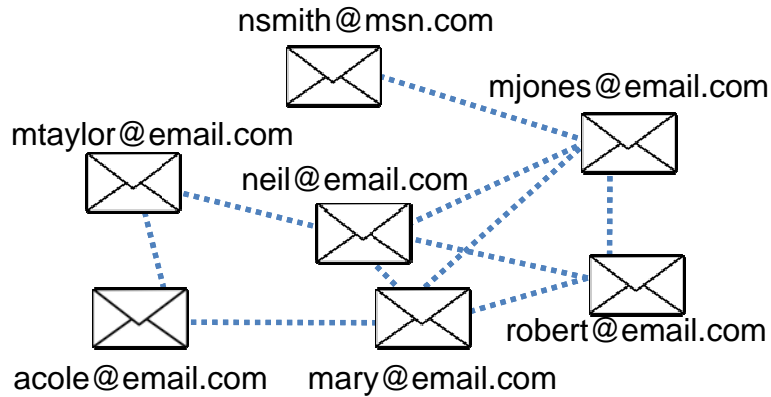 nsmith@msn.com
mjones@email.com
mtaylor@email.com
neil@email.com
robert@email.com
acole@email.com
mary@email.com